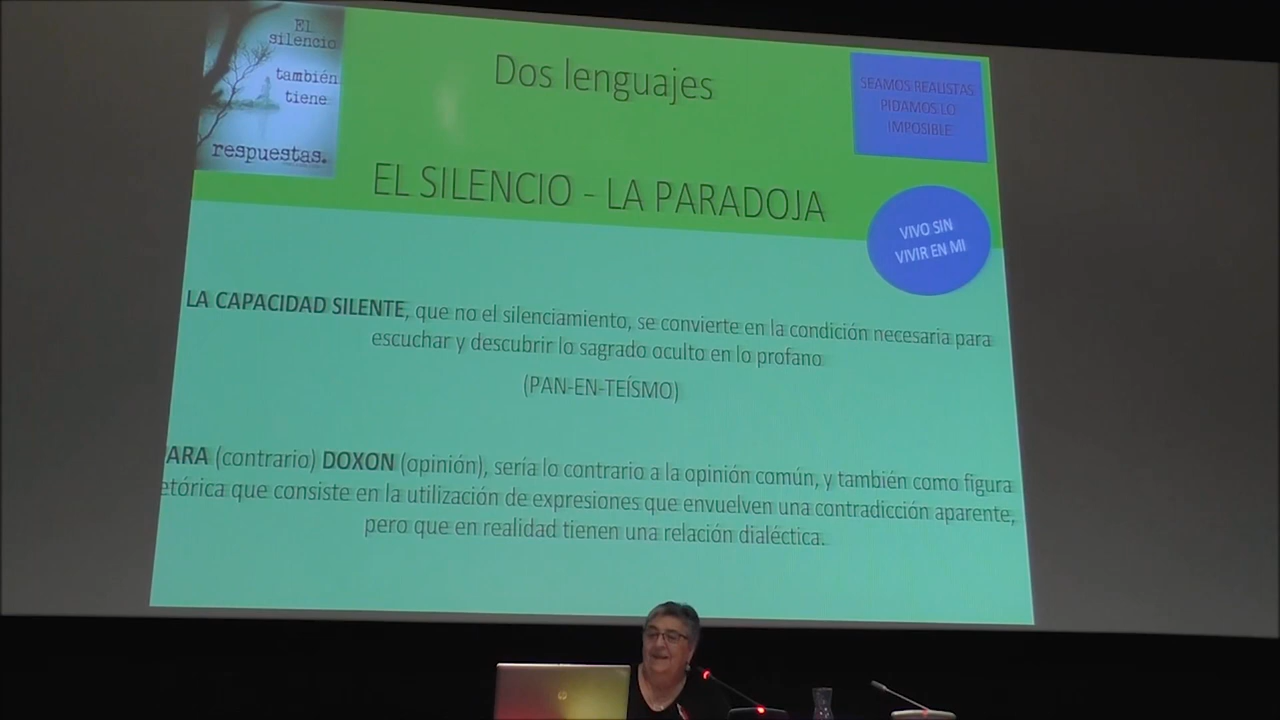 El
silencio
también
tiene
respuestas.
Dos lenguajes
EL SILENCIO - LA PARADOJA
SEAMOS REALISTAS
PIDAMOS LO
IMPOSIBLE
VIVO SIN
VIVIR EN MI
LA CAPACIDAD SILENTE, que no el silenciamiento, se convierte en la condición necesaria para
escuchar y descubrir lo sagrado oculto en lo profano
(PAN-EN-TEÍSMO)
ARA (contrario) DOXON (opinión), sería lo contrario a la opinión común, y también como figura
etórica que consiste en la utilización de expresiones que envuelven una contradicción aparente,
pero que en realidad tienen una relación dialéctica.
hp